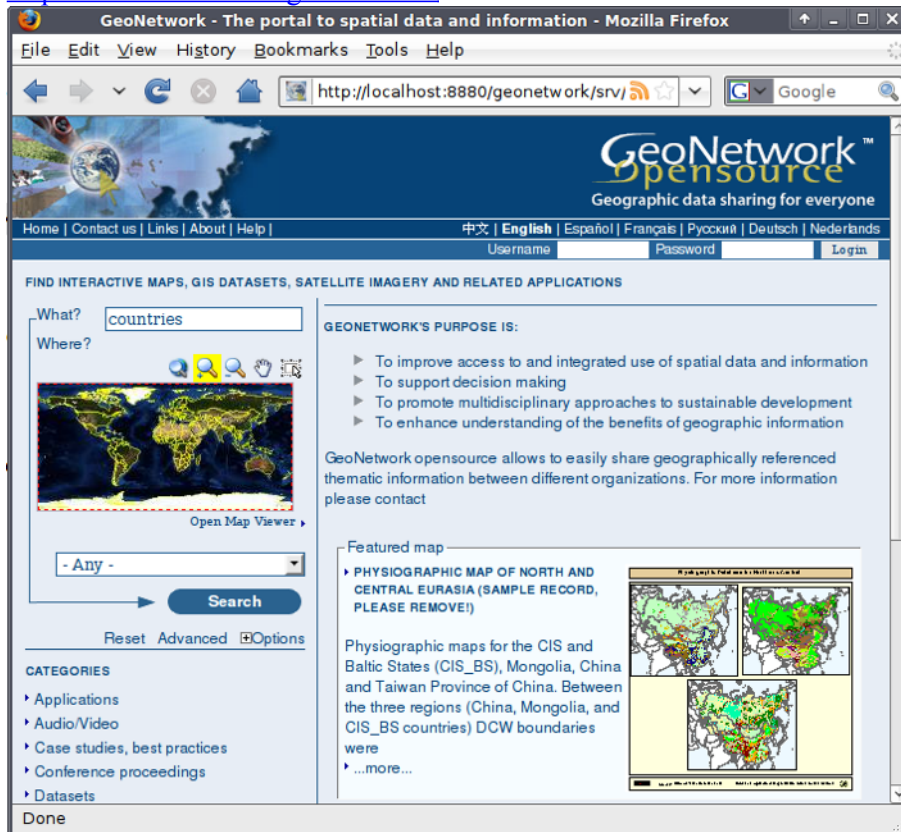 GeoNetwork - The portal to spatial data and information - Mozilla Firefox
File Edit View History Bookmarks Tools Help
http://localhost:8880/geonetwork/srv/
G Google
GeoNetwork™
Opensource
Geographic data sharing for everyone
Home | Contact us | Links | About | Help |
中文 | English | Español | Français | Русский | Deutsch | Nederlands
Username Password Login
FIND INTERACTIVE MAPS, GIS DATASETS, SATELLITE IMAGERY AND RELATED APPLICATIONS
What? countries
Where?
Open Map Viewer
- Any -
Search
Reset Advanced Options
CATEGORIES
Applications
Audio/Video
Case studies, best practices
Conference proceedings
Datasets
GEONETWORK'S PURPOSE IS:
To improve access to and integrated use of spatial data and information
To support decision making
To promote multidisciplinary approaches to sustainable development
To enhance understanding of the benefits of geographic information
GeoNetwork opensource allows to easily share geographically referenced
thematic information between different organizations. For more information
please contact
Featured map
PHYSIOGRAPHIC MAP OF NORTH AND
CENTRAL EURASIA (SAMPLE RECORD,
PLEASE REMOVE!)
Physiographic maps for the CIS and
Baltic States (CIS_BS), Mongolia, China
and Taiwan Province of China. Between
the three regions (China, Mongolia, and
CIS_BS countries) DCW boundaries
were
...more...
Done